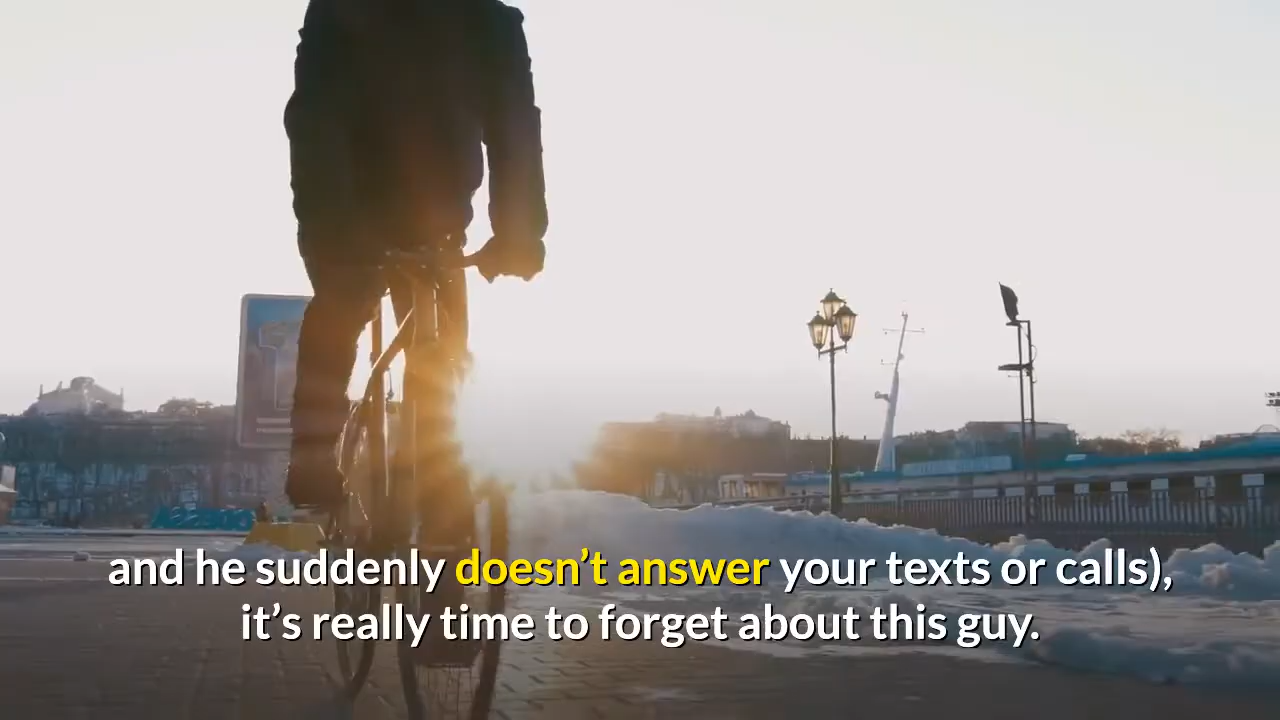 and he suddenly doesn’t answer your texts or calls),
it’s really time to forget about this guy.